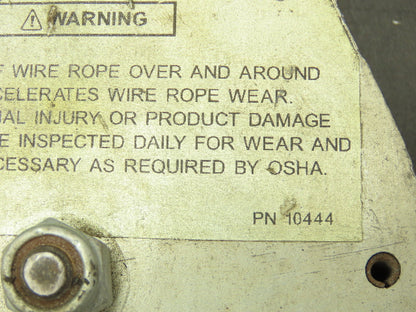 WARNING
WIRE ROPE OVER AND AROUND
CELERATES WIRE ROPE WEAR.
INJURY OR PRODUCT DAMAGE
E INSPECTED DAILY FOR WEAR AND
CESSARY AS REQUIRED BY OSHA.
PN 10444